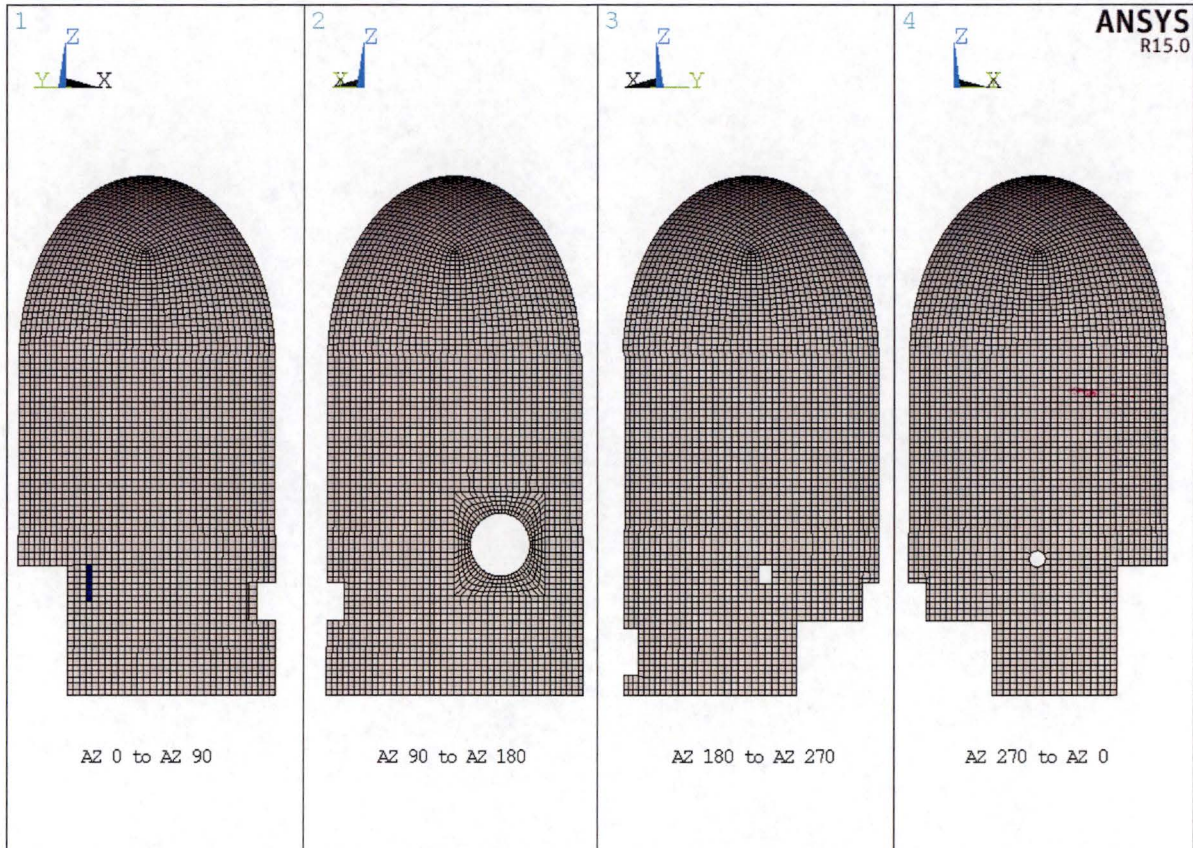 1
2
3
4
ANSYS
R15.0
Z
Y
X
Z
X
Z
X
Y
Z
X
AZ 0 to AZ 90
AZ 90 to AZ 180
AZ 180 to AZ 270
AZ 270 to AZ 0